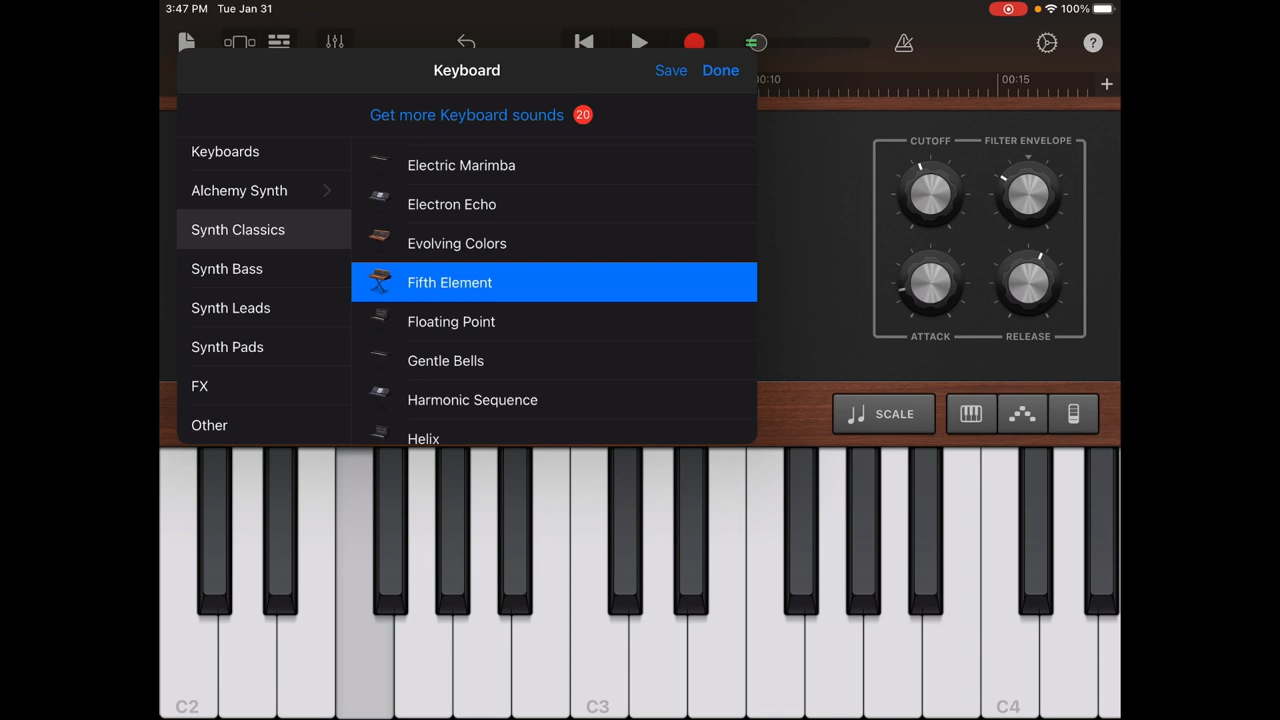 3:47 PM Tue Jan 31
100%
Keyboard
Save
Done
00:10
00:15
Get more Keyboard sounds 20
Keyboards
Alchemy Synth
Synth Classics
Synth Bass
Synth Leads
Synth Pads
FX
Other
Electric Marimba
Electron Echo
Evolving Colors
Fifth Element
Floating Point
Gentle Bells
Harmonic Sequence
Helix
CUTOFF
FILTER ENVELOPE
ATTACK
RELEASE
SCALE
C2
C3
C4